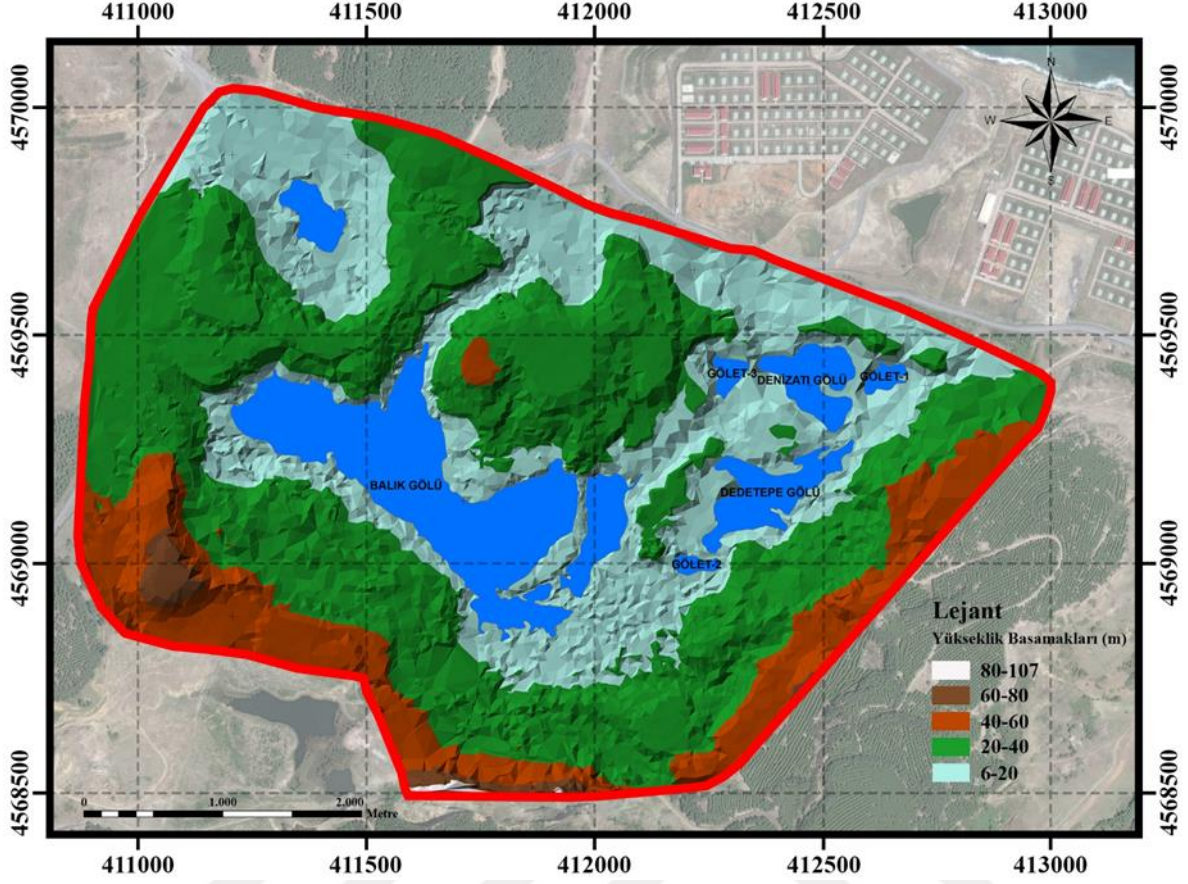 411000 411500 412000 412500 413000
4570000 4570000
N
W E
S
4569500 4569500
GÖLET-3 DENİZATI GÖLÜ GÖLET-1
BALIK GÖLÜ
DEDETEPE GÖLÜ
4569000 4569000
GÖLET-2
Lejant
Yükseklik Basamakları (m)
80-107
60-80
40-60
20-40
6-20
4568500 4568500
0 1.000 2.000
Metre
411000 411500 412000 412500 413000